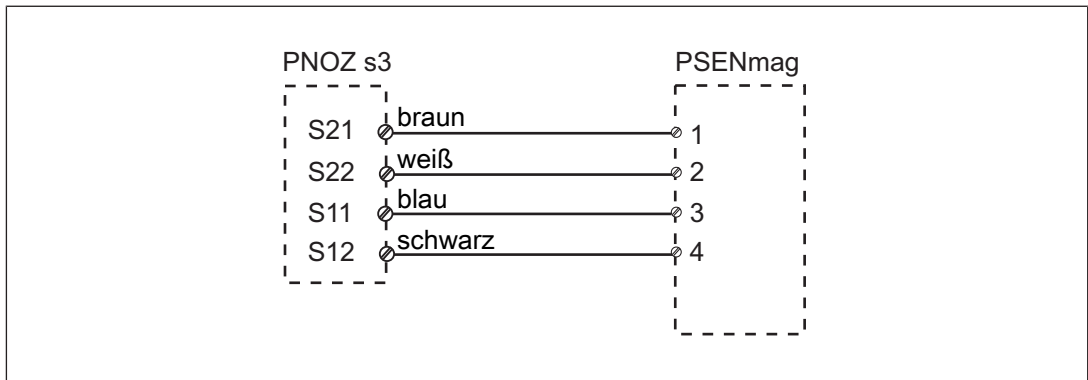 PNOZ s3 PSENmag
S21 braun 1
S22 weiß 2
S11 blau 3
S12 schwarz 4